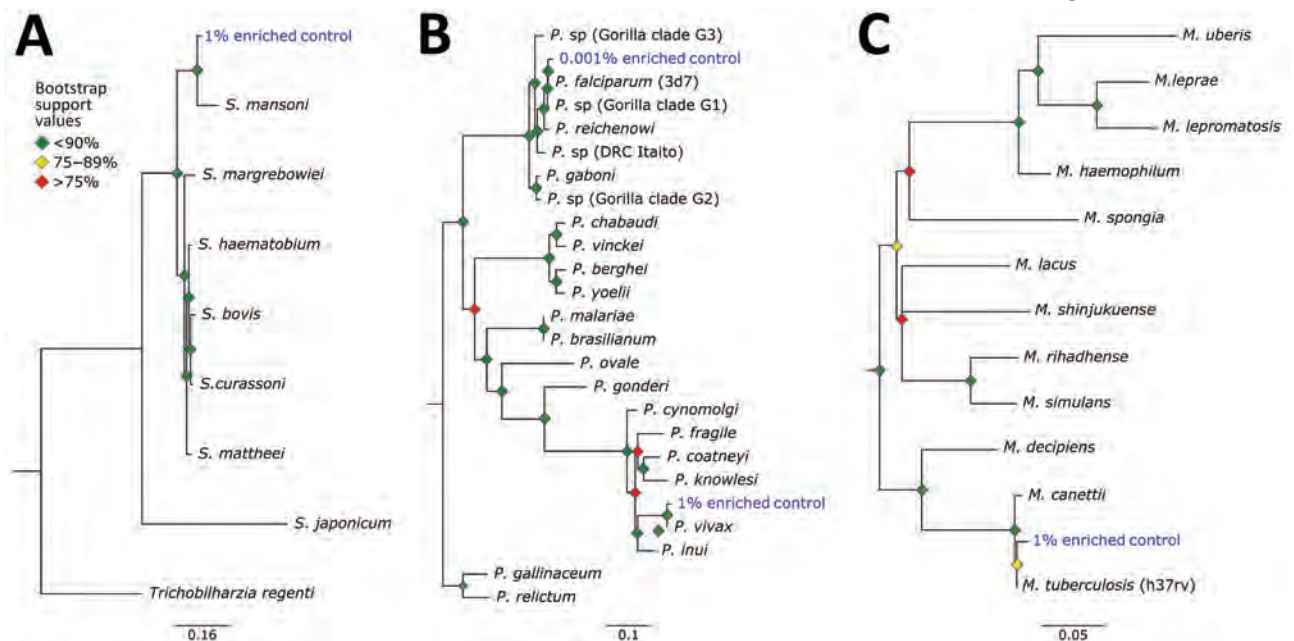 A
1% enriched control
Bootstrap
support
values
<90%
75–89%
>75%
S. mansoni
S. margrebowiei
S. haematobium
S. bovis
S.curassoni
S. mattheei
S. japonicum
Trichobilharzia regenti
0.16
B
P. sp (Gorilla clade G3)
0.001% enriched control
P. falciparum (3d7)
P. sp (Gorilla clade G1)
P. reichenowi
P. sp (DRC Itaito)
P. gaboni
P. sp (Gorilla clade G2)
P. chabaudi
P. vinckei
P. berghei
P. yoelii
P. malariae
P. brasilianum
P. ovale
P. gonderi
P. cynomolgi
P. fragile
P. coatneyi
P. knowlesi
1% enriched control
P. vivax
P. inui
P. gallinaceum
P. relictum
0.1
C
M. uberis
M.leprae
M. lepromatosis
M. haemophilum
M. spongia
M. lacus
M. shinjukuense
M. rihadhense
M. simulans
M. decipiens
M. canettii
1% enriched control
M. tuberculosis (h37rv)
0.05